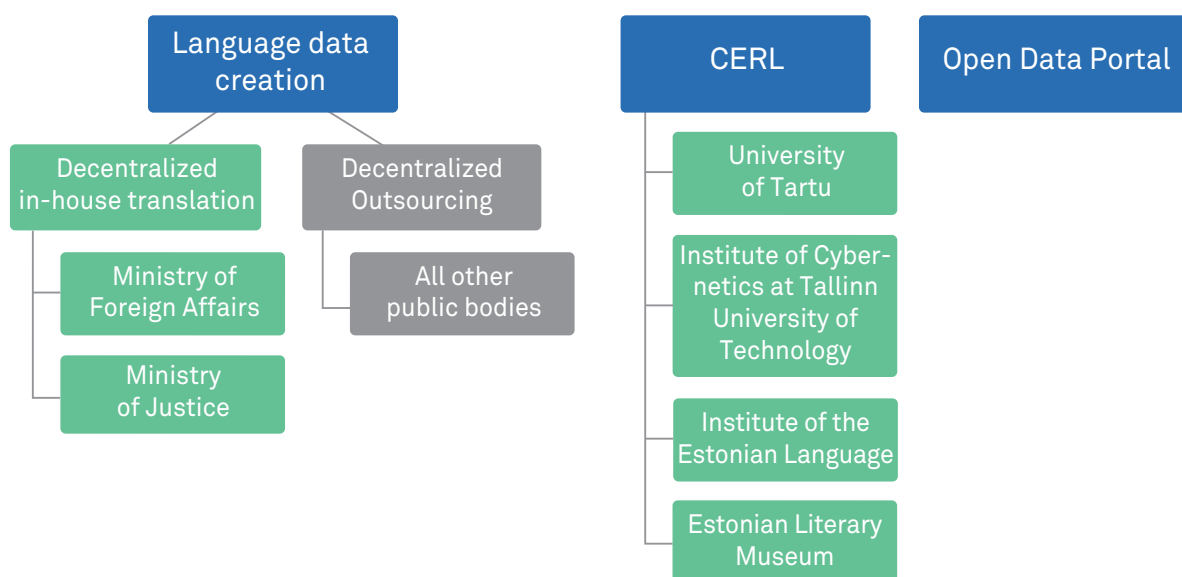 Language data
creation
Decentralized
in-house translation
Ministry of
Foreign Affairs
Ministry
of Justice
Decentralized
Outsourcing
All other
public bodies
CERL
University
of Tartu
Institute of Cyber-
netics at Tallinn
University of
Technology
Institute of the
Estonian Language
Estonian Literary
Museum
Open Data Portal